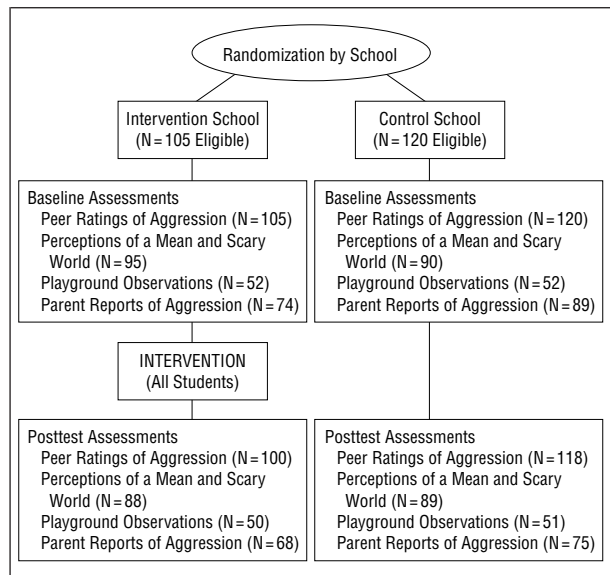 Randomization by School
Intervention School
(N=105 Eligible)
Control School
(N=120 Eligible)
Baseline Assessments
Peer Ratings of Aggression (N=105)
Perceptions of a Mean and Scary
World (N=95)
Playground Observations (N=52)
Parent Reports of Aggression (N=74)
Baseline Assessments
Peer Ratings of Aggression (N=120)
Perceptions of a Mean and Scary
World (N=90)
Playground Observations (N=52)
Parent Reports of Aggression (N=89)
INTERVENTION
(All Students)
Posttest Assessments
Peer Ratings of Aggression (N=100)
Perceptions of a Mean and Scary
World (N=88)
Playground Observations (N=50)
Parent Reports of Aggression (N=68)
Posttest Assessments
Peer Ratings of Aggression (N=118)
Perceptions of a Mean and Scary
World (N=89)
Playground Observations (N=51)
Parent Reports of Aggression (N=75)